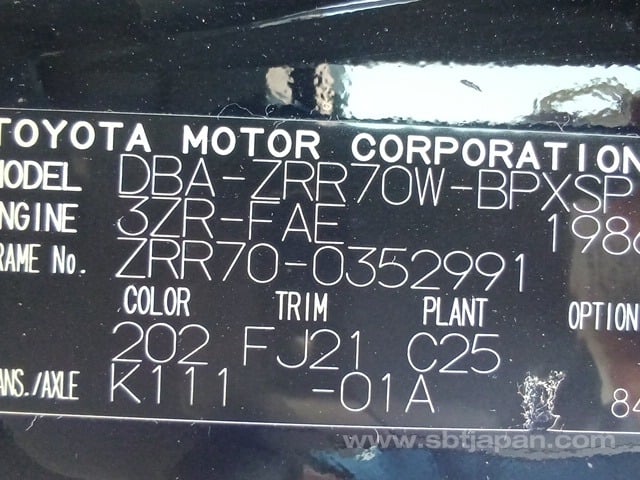 TOYOTA MOTOR CORPORATION
MODEL DBA-ZRR70W-BPXSP
ENGINE 3ZR-FAE 1986
FRAME No. ZRR70-0352991
COLOR TRIM PLANT OPTION
202 FJ21 C25
TRANS./AXLE K111 -01A 84
www.sbtjapan.com